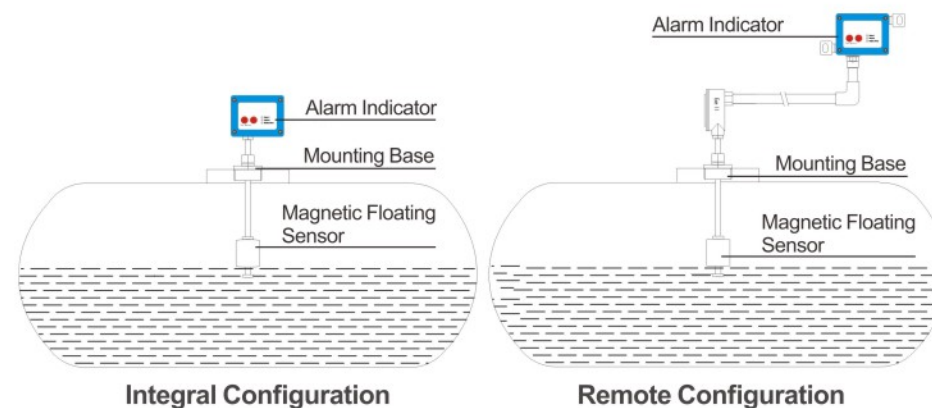 Alarm Indicator
Mounting Base
Magnetic Floating
Sensor
Integral Configuration
Alarm Indicator
Mounting Base
Magnetic Floating
Sensor
Remote Configuration